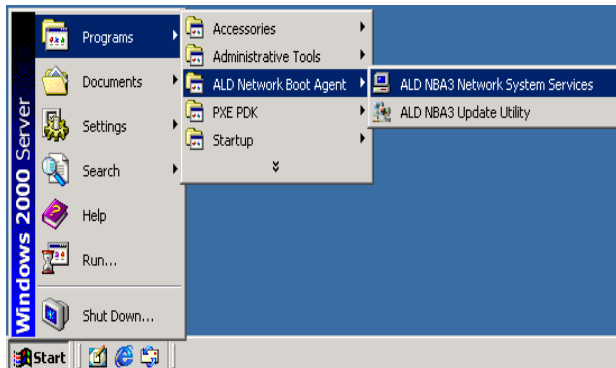 Windows 2000 Server
Programs
Documents
Settings
Search
Help
Run...
Shut Down...
Accessories
Administrative Tools
ALD Network Boot Agent
PXE PDK
Startup
ALD NBA3 Network System Services
ALD NBA3 Update Utility
Start